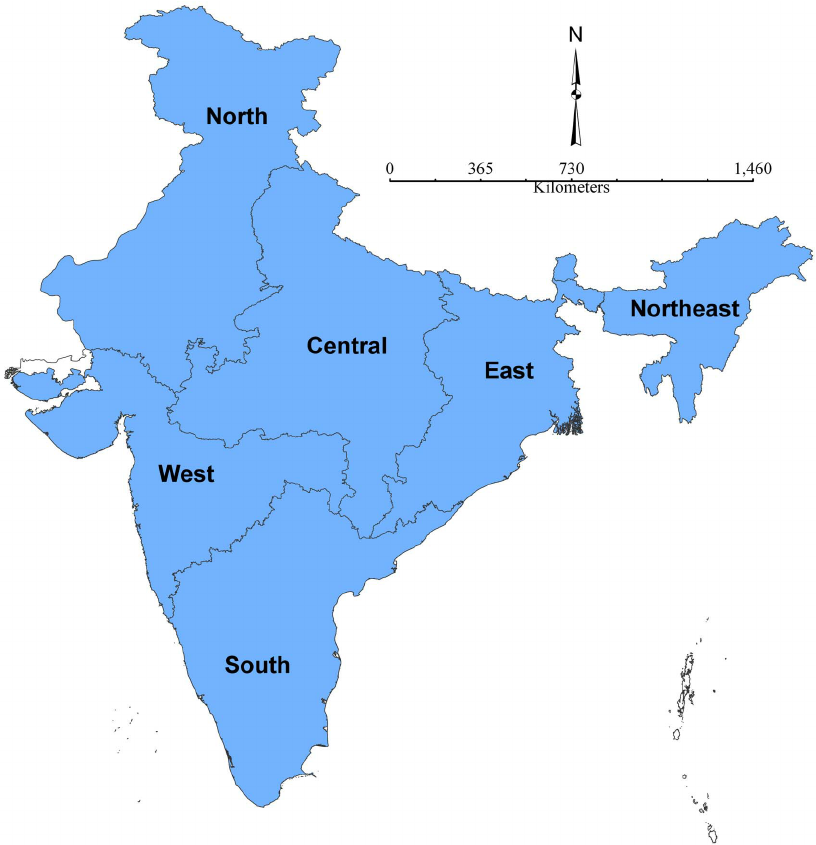 N
North
0 365 730 1,460
Kilometers
Northeast
Central
East
West
South